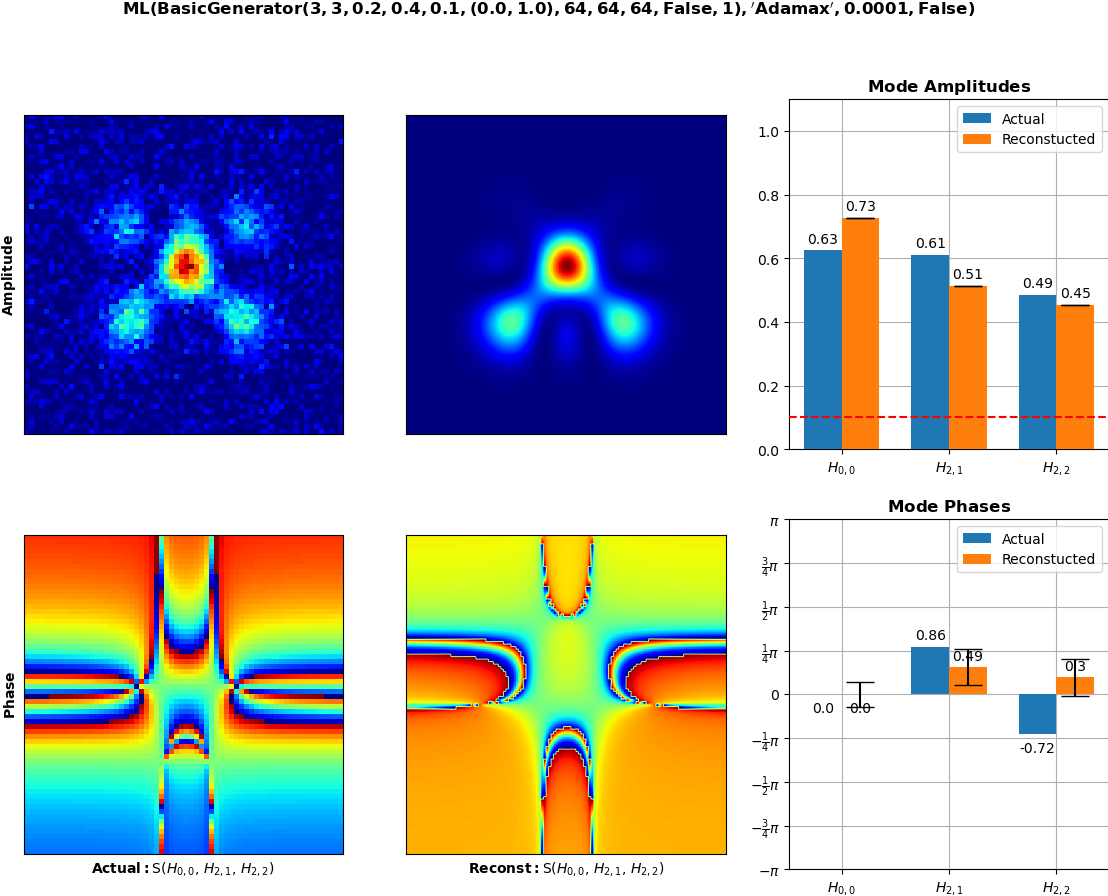 ML(BasicGenerator(3, 3, 0.2, 0.4, 0.1, (0.0, 1.0), 64, 64, 64, False, 1), ′Adamax′, 0.0001, False)
Amplitude
Mode Amplitudes
Actual
Reconstucted
1.0
0.8
0.6
0.4
0.2
0.0
0.63
0.73
0.61
0.51
0.49
0.45
H0,0
H2,1
H2,2
Phase
Actual: S(H0,0, H2,1, H2,2)
Reconst: S(H0,0, H2,1, H2,2)
Mode Phases
Actual
Reconstucted
π
3/4π
1/2π
1/4π
0
−1/4π
−1/2π
−3/4π
−π
0.0
0.0
0.86
0.49
-0.72
0.3
H0,0
H2,1
H2,2